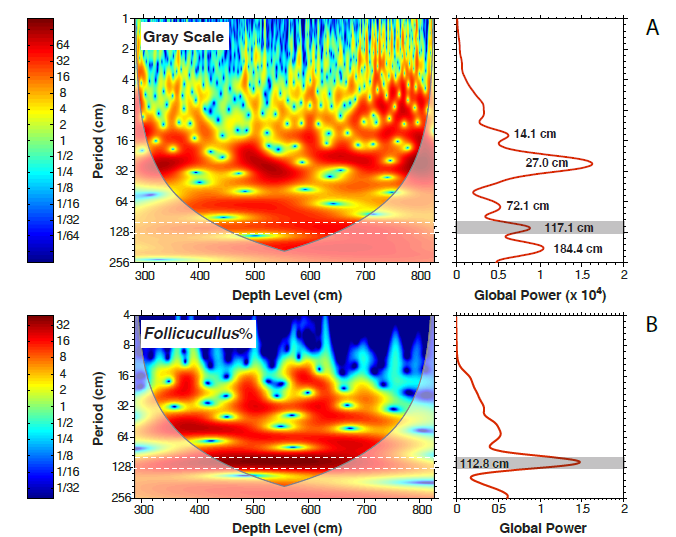 A
Gray Scale
64
32
16
8
4
2
1
1/2
1/4
1/8
1/16
1/32
1/64
Period (cm)
1
2
4
8
16
32
64
128
256
300 400 500 600 700 800
Depth Level (cm)
14.1 cm
27.0 cm
72.1 cm
117.1 cm
184.4 cm
0 0.5 1 1.5 2
Global Power (x 10⁴)
B
Follicucullus%
32
16
8
4
2
1
1/2
1/4
1/8
1/16
1/32
Period (cm)
4
8
16
32
64
128
256
300 400 500 600 700 800
Depth Level (cm)
112.8 cm
0 0.5 1 1.5 2
Global Power